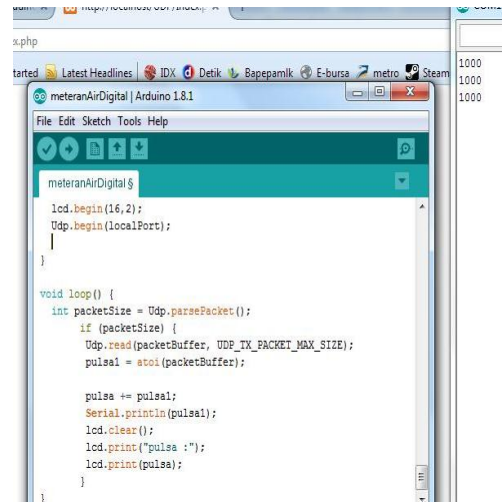 x.php
tarted Latest Headlines IDX Detik Bapepamlk E-bursa metro Steam
meteranAirDigital | Arduino 1.8.1
File Edit Sketch Tools Help
meteranAirDigital §
lcd.begin(16,2);
Udp.begin(localPort);
}
void loop() {
int packetSize = Udp.parsePacket();
if (packetSize) {
Udp.read(packetBuffer, UDP_TX_PACKET_MAX_SIZE);
pulsa1 = atoi(packetBuffer);
pulsa += pulsa1;
Serial.println(pulsa1);
lcd.clear();
lcd.print("pulsa :");
lcd.print(pulsa);
}
}
1000
1000
1000